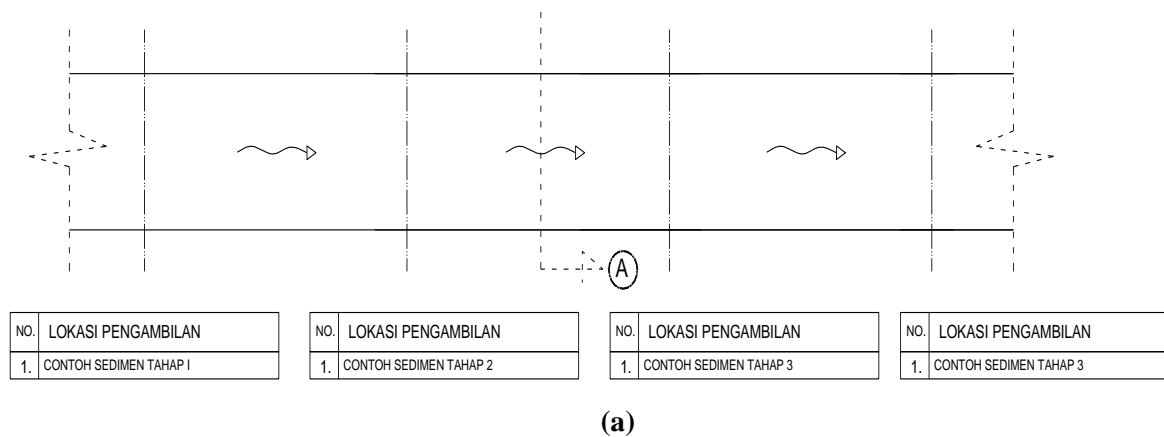 A
NO. LOKASI PENGAMBILAN
1. CONTOH SEDIMEN TAHAP I
NO. LOKASI PENGAMBILAN
1. CONTOH SEDIMEN TAHAP 2
NO. LOKASI PENGAMBILAN
1. CONTOH SEDIMEN TAHAP 3
NO. LOKASI PENGAMBILAN
1. CONTOH SEDIMEN TAHAP 3
(a)